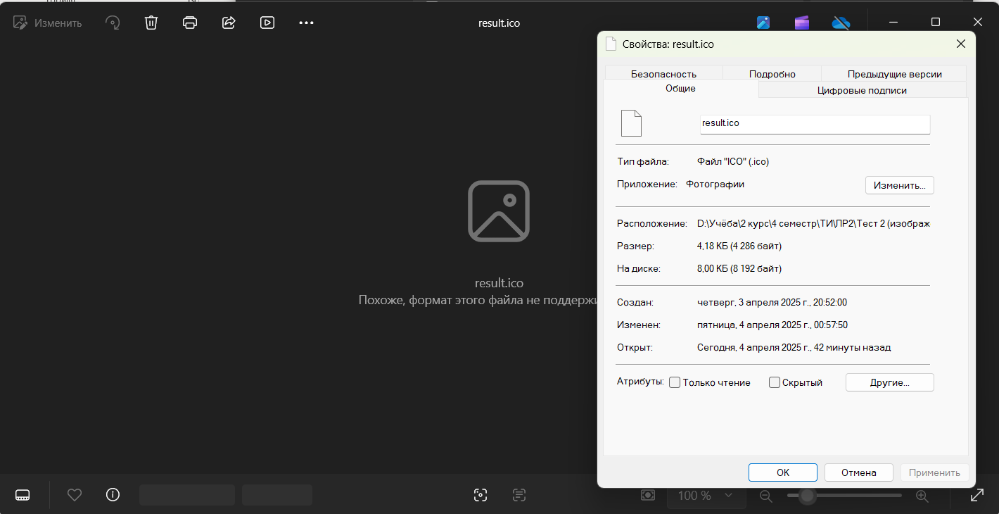 Изменить
result.ico
Свойства: result.ico
Безопасность
Подробно
Предыдущие версии
Общие
Цифровые подписи
result.ico
Тип файла: Файл "ICO" (.ico)
Приложение: Фотографии
Изменить...
Расположение: D:\Учёба\2 курс\4 семестр\ТИ\ЛР2\Тест 2 (изображ
Размер: 4,18 КБ (4 286 байт)
На диске: 8,00 КБ (8 192 байт)
Создан: четверг, 3 апреля 2025 г., 20:52:00
Изменен: пятница, 4 апреля 2025 г., 00:57:50
Открыт: Сегодня, 4 апреля 2025 г., 42 минуты назад
Атрибуты: Только чтение Скрытый Другие...
OK Отмена Применить
result.ico
Похоже, формат этого файла не поддержи
100 %